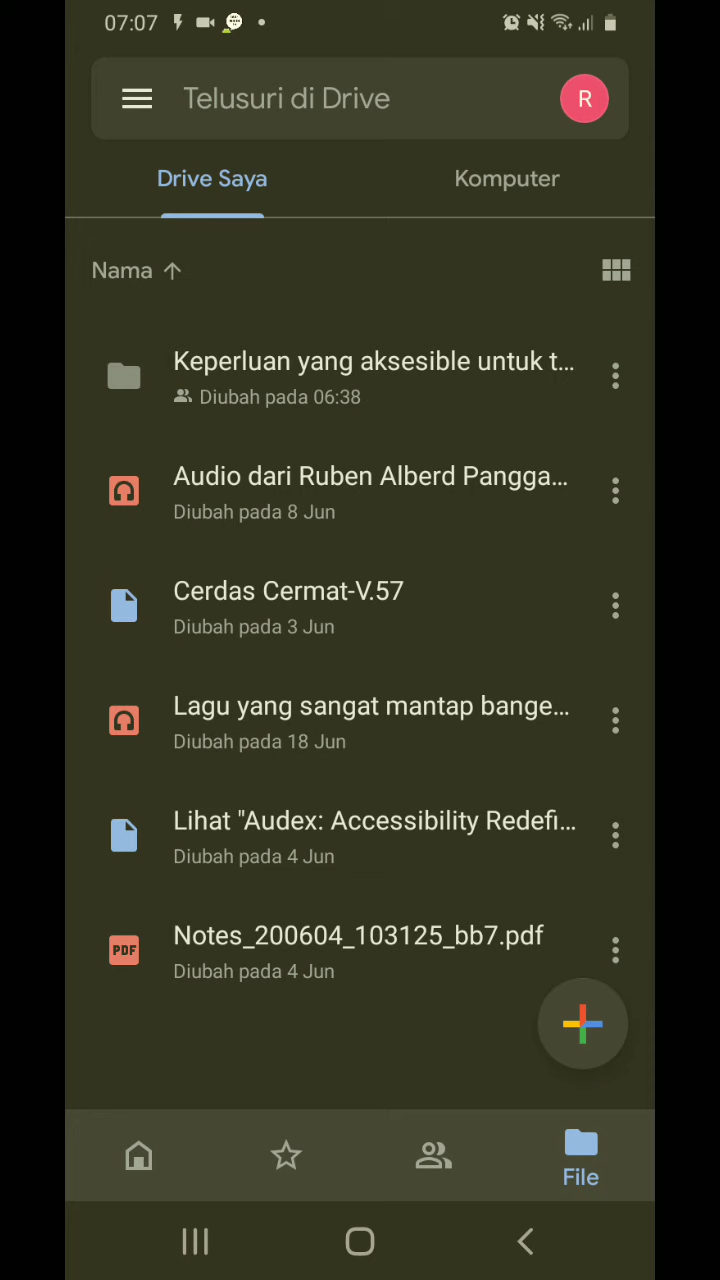 07:07
Telusuri di Drive
R
Drive Saya
Komputer
Nama
Keperluan yang aksesible untuk t...
Diubah pada 06:38
Audio dari Ruben Alberd Pangga...
Diubah pada 8 Jun
Cerdas Cermat-V.57
Diubah pada 3 Jun
Lagu yang sangat mantap bange...
Diubah pada 18 Jun
Lihat "Audex: Accessibility Redefi...
Diubah pada 4 Jun
PDF
Notes_200604_103125_bb7.pdf
Diubah pada 4 Jun
File